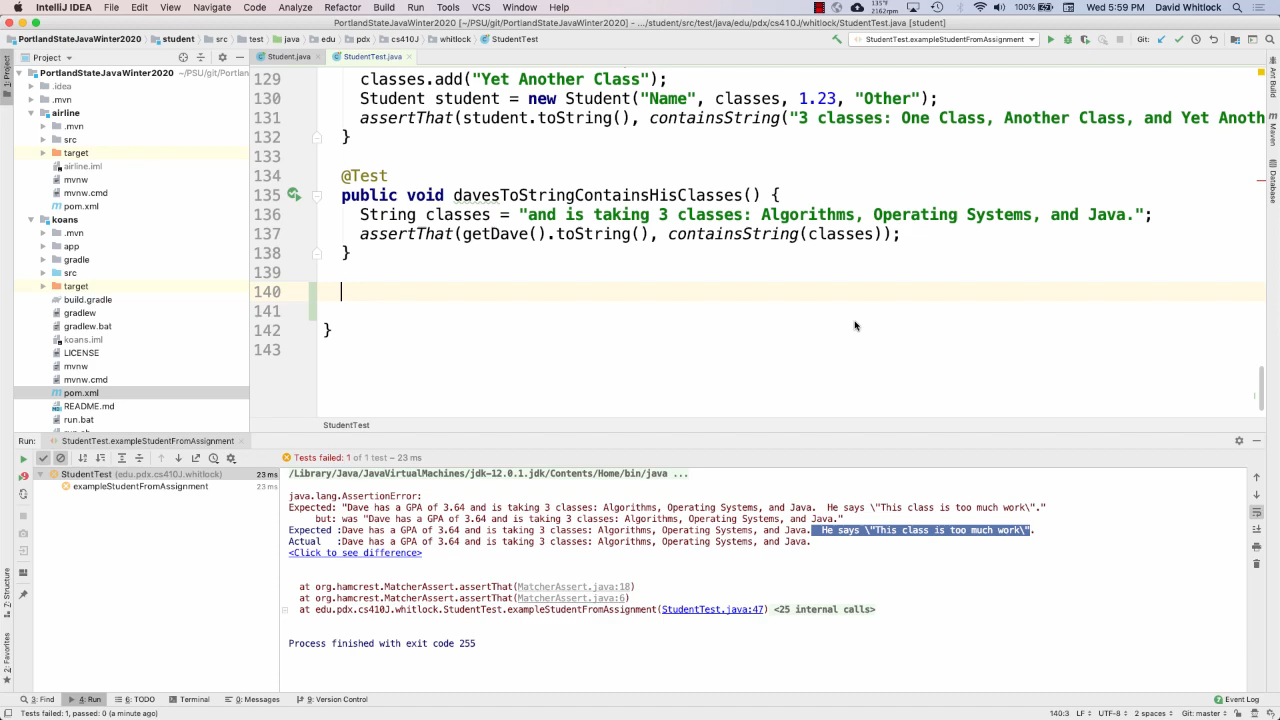 IntelliJ IDEA File Edit View Navigate Code Analyze Refactor Build Run Tools VCS Window Help 135°F 2162rpm 100% Wed 5:59 PM David Whitlock
PortlandStateJavaWinter2020 [~/PSU/git/PortlandStateJavaWinter2020] - .../student/src/test/java/edu/pdx/cs410J/whitlock/StudentTest.java [student]
PortlandStateJavaWinter2020 student src test java edu pdx cs410J whitlock StudentTest StudentTest.exampleStudentFromAssignment Git:
Project Student.java StudentTest.java
PortlandStateJavaWinter2020 ~/PSU/git/Portlan
.idea
.mvn
airline
.mvn
src
target
airline.iml
mvnw
mvnw.cmd
pom.xml
koans
.mvn
app
gradle
src
target
build.gradle
gradlew
gradlew.bat
koans.iml
LICENSE
mvnw
mvnw.cmd
pom.xml
README.md
run.bat
1: Project
7: Structure
2: Favorites
Ant Build
Maven
Database
129 classes.add("Yet Another Class");
130 Student student = new Student("Name", classes, 1.23, "Other");
131 assertThat(student.toString(), containsString("3 classes: One Class, Another Class, and Yet Anoth
132 }
133
134 @Test
135 public void davesToStringContainsHisClasses() {
136 String classes = "and is taking 3 classes: Algorithms, Operating Systems, and Java.";
137 assertThat(getDave().toString(), containsString(classes));
138 }
139
140
141
142 }
143
StudentTest
Run: StudentTest.exampleStudentFromAssignment
Tests failed: 1 of 1 test – 23 ms
StudentTest (edu.pdx.cs410J.whitlock) 23 ms
exampleStudentFromAssignment 23 ms
/Library/Java/JavaVirtualMachines/jdk-12.0.1.jdk/Contents/Home/bin/java ...
java.lang.AssertionError:
Expected: "Dave has a GPA of 3.64 and is taking 3 classes: Algorithms, Operating Systems, and Java.  He says \"This class is too much work\"."
but: was "Dave has a GPA of 3.64 and is taking 3 classes: Algorithms, Operating Systems, and Java."
Expected :Dave has a GPA of 3.64 and is taking 3 classes: Algorithms, Operating Systems, and Java.  He says \"This class is too much work\".
Actual   :Dave has a GPA of 3.64 and is taking 3 classes: Algorithms, Operating Systems, and Java.
<Click to see difference>
at org.hamcrest.MatcherAssert.assertThat(MatcherAssert.java:18)
at org.hamcrest.MatcherAssert.assertThat(MatcherAssert.java:6)
at edu.pdx.cs410J.whitlock.StudentTest.exampleStudentFromAssignment(StudentTest.java:47) <25 internal calls>
Process finished with exit code 255
3: Find 4: Run 6: TODO Terminal 0: Messages 9: Version Control Event Log
Tests failed: 1, passed: 0 (a minute ago) 140:3 LF UTF-8 2 spaces Git: master